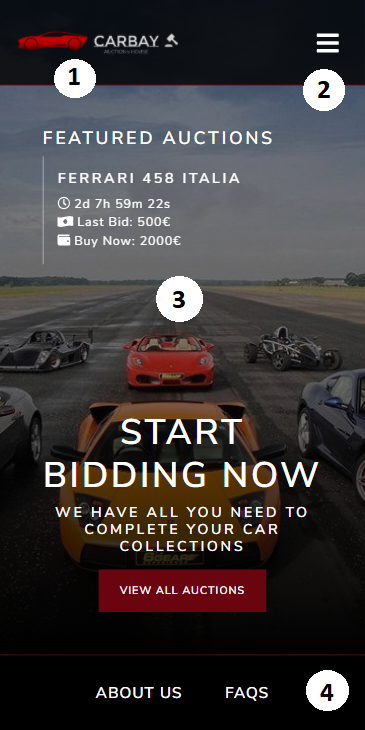 CARBAY
AUCTION HOUSE
1
2
FEATURED AUCTIONS
FERRARI 458 ITALIA
2d 7h 59m 22s
Last Bid: 500€
Buy Now: 2000€
3
START
BIDDING NOW
WE HAVE ALL YOU NEED TO
COMPLETE YOUR CAR
COLLECTIONS
VIEW ALL AUCTIONS
ABOUT US FAQS
4